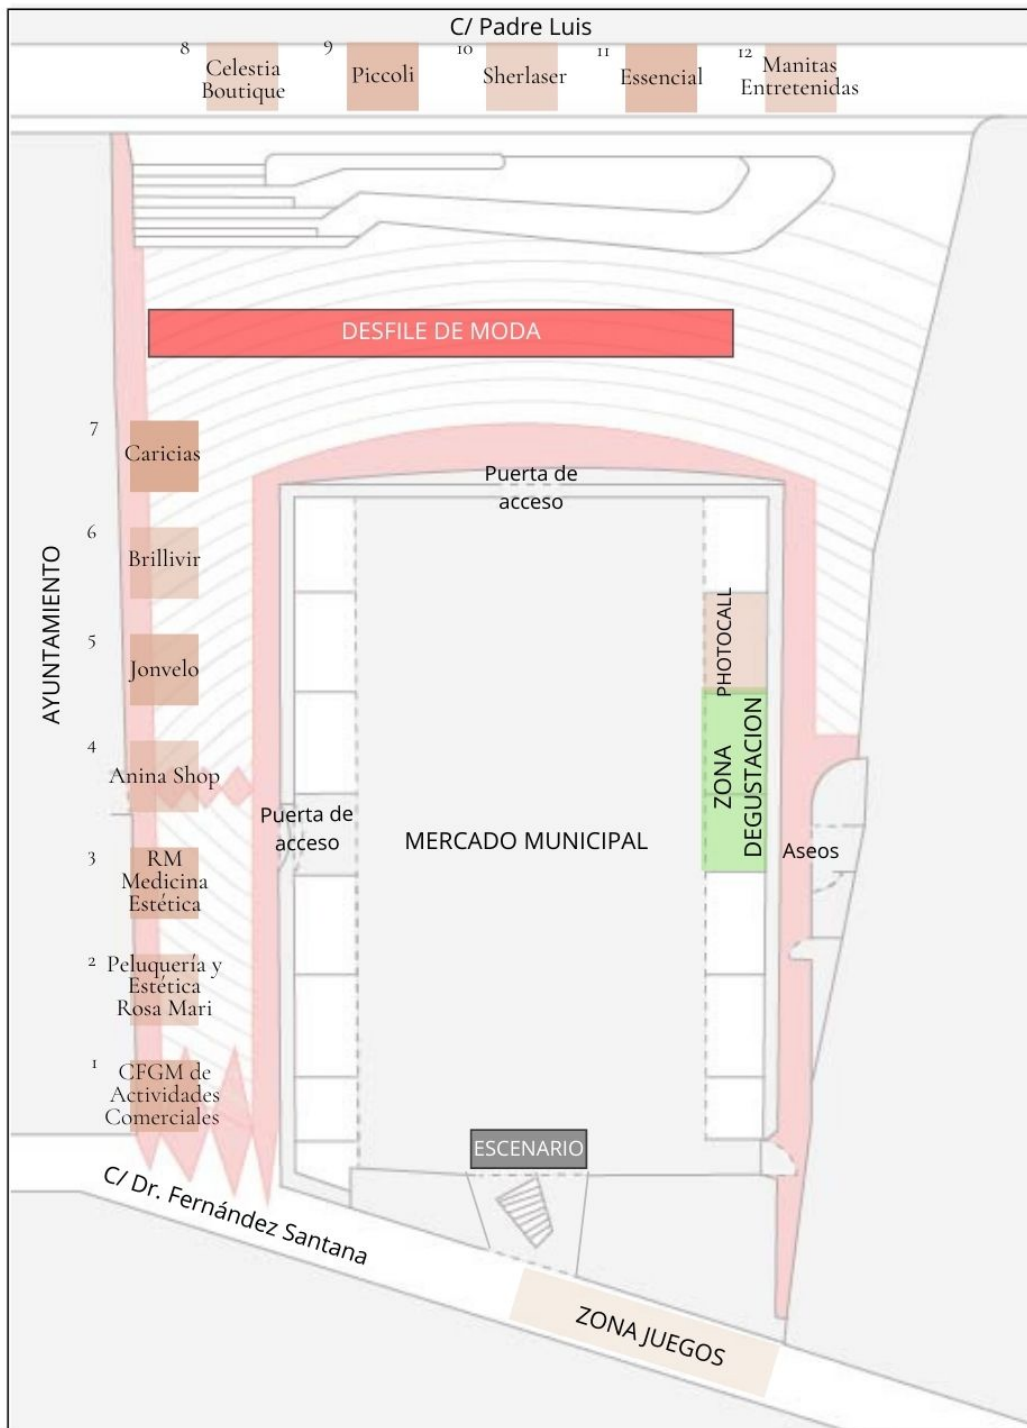 C/ Padre Luis
8
Celestia
Boutique
9
Piccoli
10
Sherlaser
11
Essencial
12
Manitas
Entretenidas
DESFILE DE MODA
7
Caricias
Puerta de
acceso
6
Brillivir
AYUNTAMIENTO
5
Jonvelo
PHOTOCALL
4
Anina Shop
ZONA
DEGUSTACION
Puerta de
acceso
MERCADO MUNICIPAL
Aseos
3
RM
Medicina
Estética
2
Peluquería y
Estética
Rosa Mari
1
CFGM de
Actividades
Comerciales
ESCENARIO
C/ Dr. Fernández Santana
ZONA JUEGOS